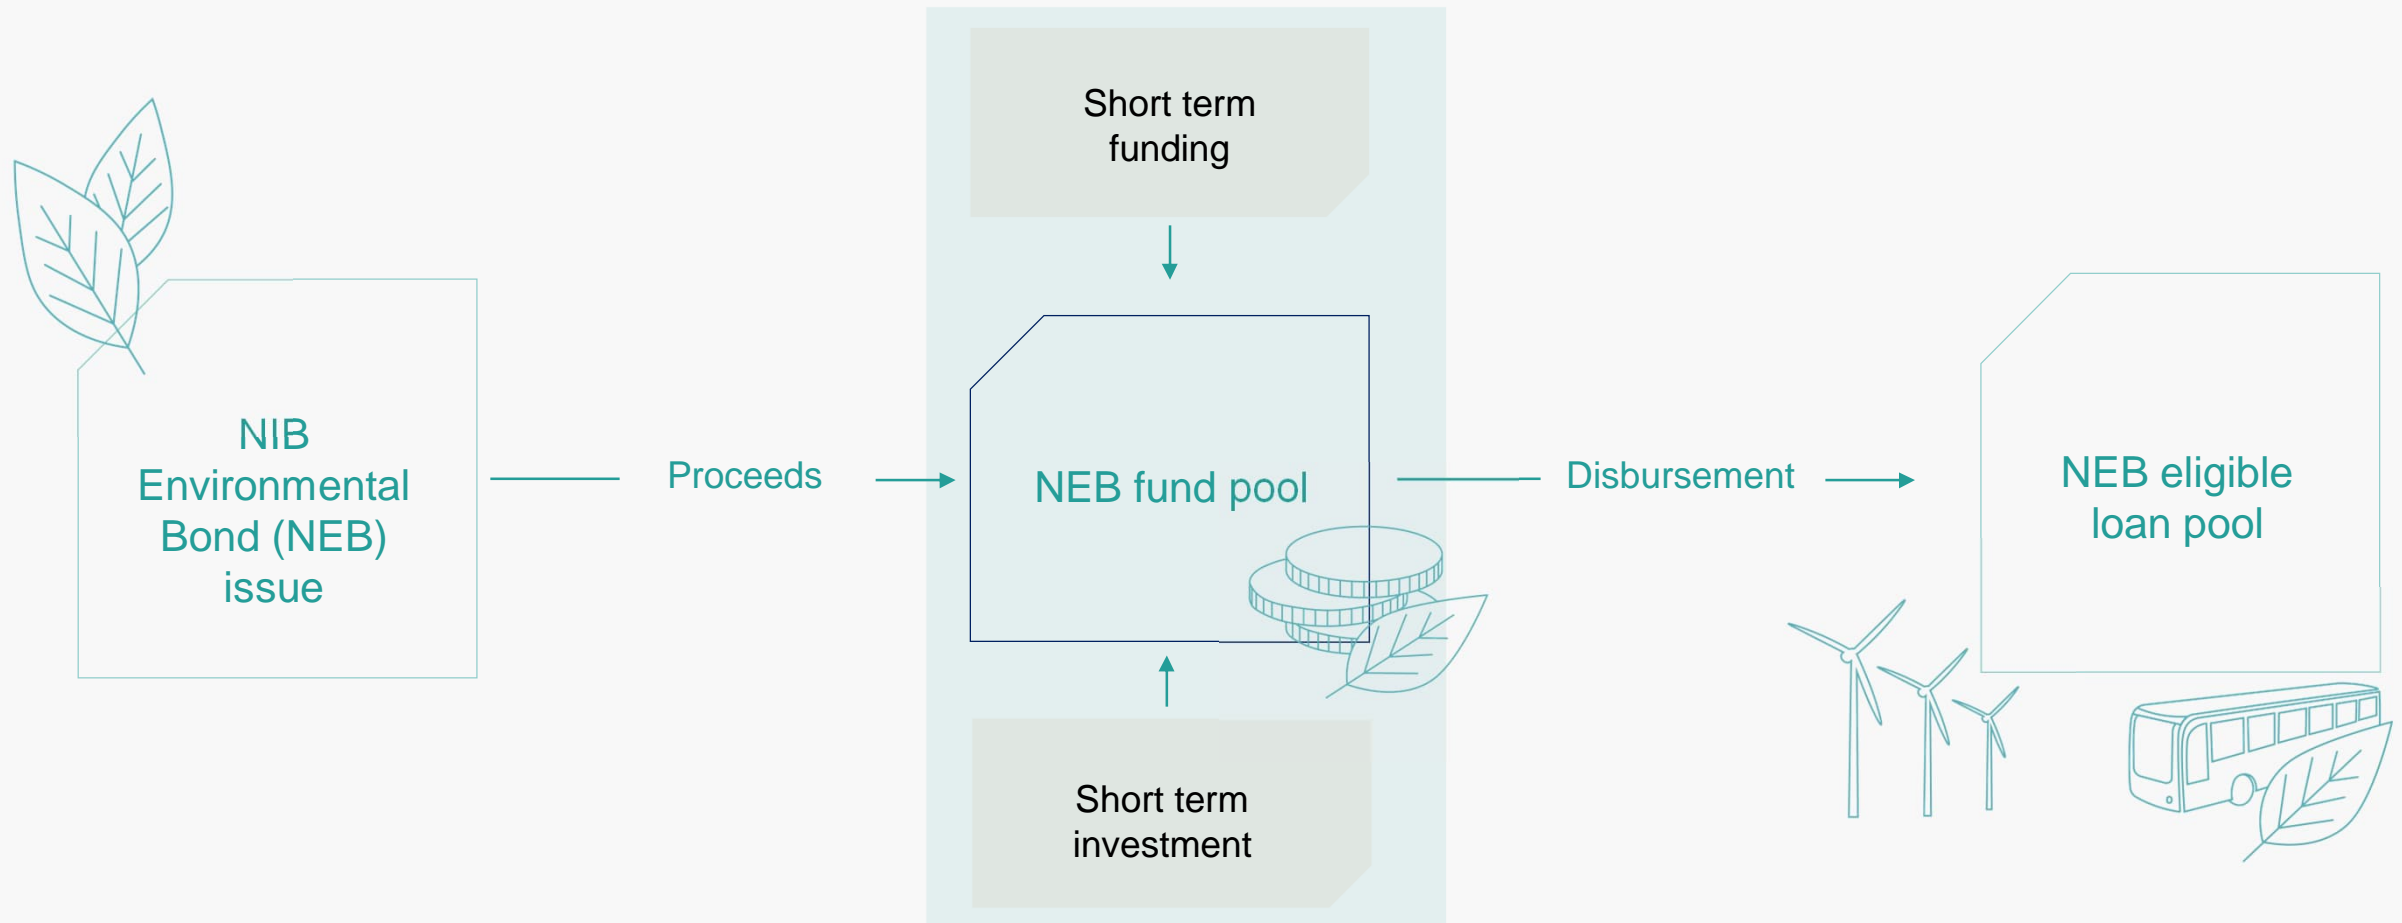 Short term
funding
NIB
Environmental
Bond (NEB)
issue
Proceeds
NEB fund pool
Disbursement
NEB eligible
loan pool
Short term
investment